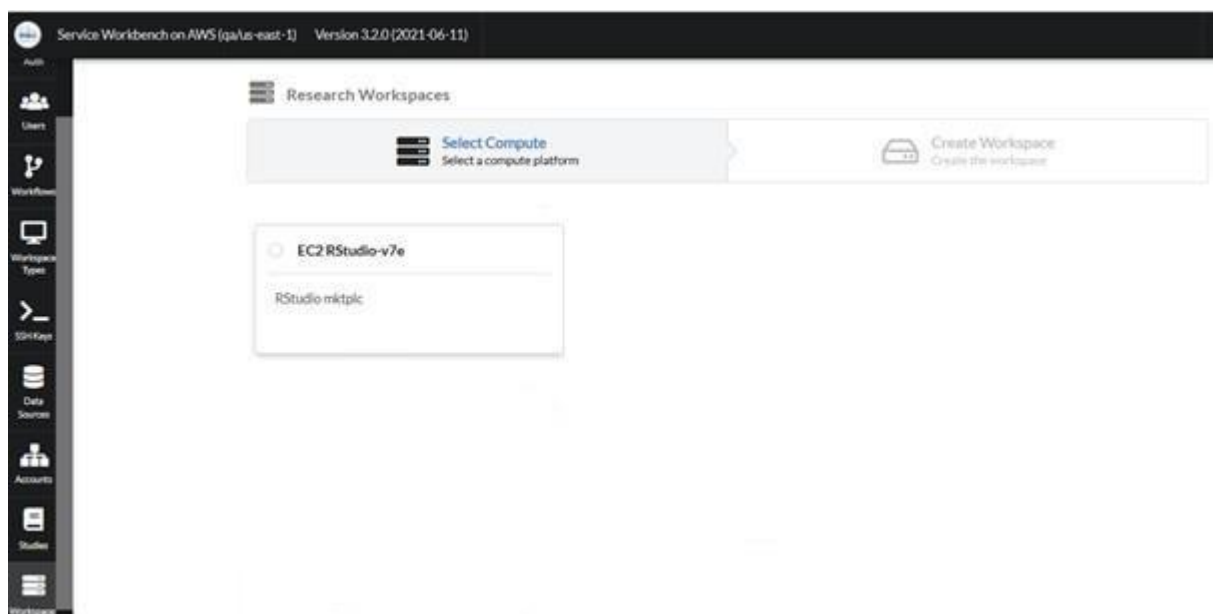 Service Workbench on AWS (qa/us-east-1) Version 3.2.0 (2021-06-11)
Auth
Users
Workflows
Workspace
Types
SSH Keys
Data
Sources
Accounts
Studies
Workspace
Research Workspaces
Select Compute
Select a compute platform
Create Workspace
Create the workspace
EC2 RStudio-v7e
RStudio mktplc